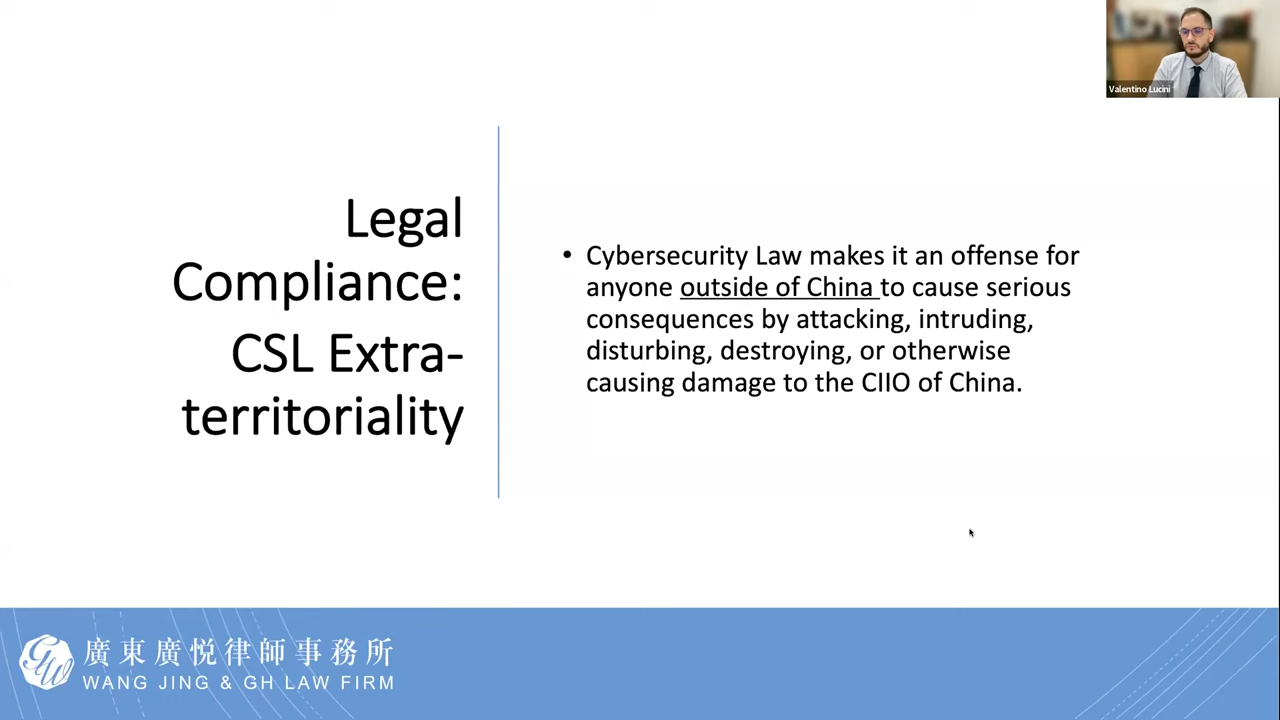 Valentino Lucini
Legal
Compliance:
CSL Extra-
territoriality
• Cybersecurity Law makes it an offense for
anyone outside of China to cause serious
consequences by attacking, intruding,
disturbing, destroying, or otherwise
causing damage to the CIIO of China.
GW
廣東廣悦律師事務所
WANG JING & GH LAW FIRM